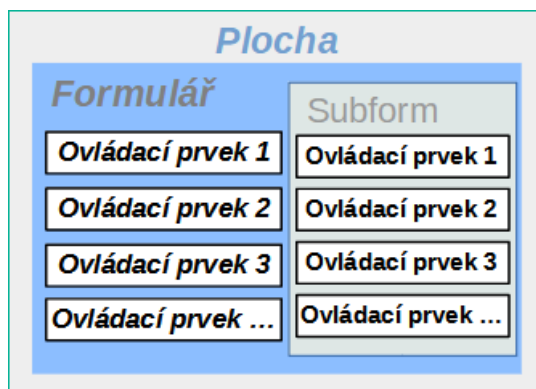 Plocha
Formulář
Ovládací prvek 1
Ovládací prvek 2
Ovládací prvek 3
Ovládací prvek ...
Subform
Ovládací prvek 1
Ovládací prvek 2
Ovládací prvek 3
Ovládací prvek ...